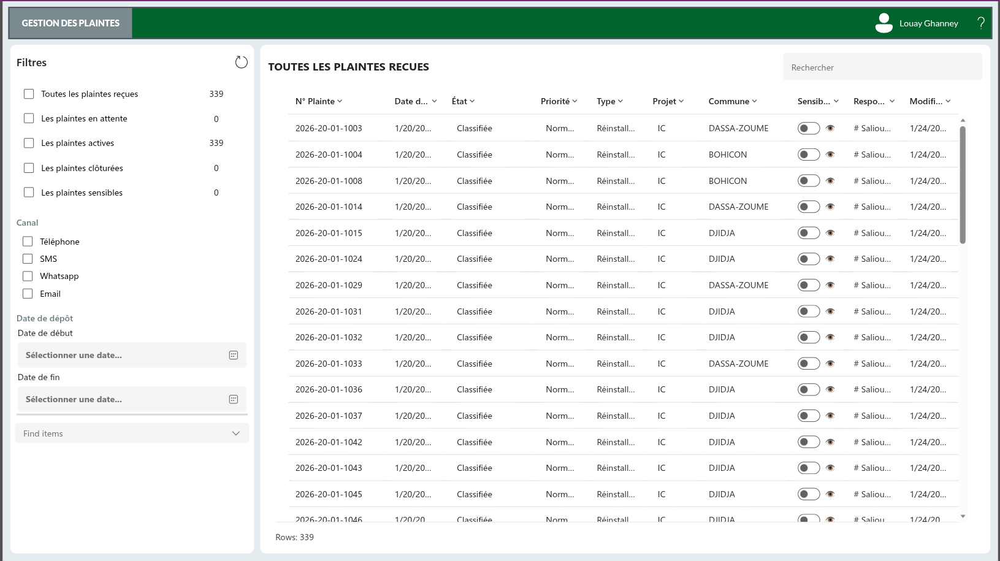 GESTION DES PLAINTES
Louay Ghanney
?
Filtres
Toutes les plaintes reçues 339
Les plaintes en attente 0
Les plaintes actives 339
Les plaintes clôturées 0
Les plaintes sensibles 0
Canal
Téléphone
SMS
Whatsapp
Email
Date de dépôt
Date de début
Sélectionner une date...
Date de fin
Sélectionner une date...
Find items
TOUTES LES PLAINTES RECUES
Rechercher
N° Plainte Date d... État Priorité Type Projet Commune Sensib... Respo... Modifi...
2026-20-01-1003 1/20/20... Classifiée Norm... Réinstall... IC DASSA-ZOUME # Saliou... 1/24/20...
2026-20-01-1004 1/20/20... Classifiée Norm... Réinstall... IC BOHICON # Saliou... 1/24/20...
2026-20-01-1008 1/20/20... Classifiée Norm... Réinstall... IC BOHICON # Saliou... 1/24/20...
2026-20-01-1014 1/20/20... Classifiée Norm... Réinstall... IC DASSA-ZOUME # Saliou... 1/24/20...
2026-20-01-1015 1/20/20... Classifiée Norm... Réinstall... IC DJIDJA # Saliou... 1/24/20...
2026-20-01-1024 1/20/20... Classifiée Norm... Réinstall... IC DJIDJA # Saliou... 1/24/20...
2026-20-01-1029 1/20/20... Classifiée Norm... Réinstall... IC DASSA-ZOUME # Saliou... 1/24/20...
2026-20-01-1031 1/20/20... Classifiée Norm... Réinstall... IC DJIDJA # Saliou... 1/24/20...
2026-20-01-1032 1/20/20... Classifiée Norm... Réinstall... IC DJIDJA # Saliou... 1/24/20...
2026-20-01-1033 1/20/20... Classifiée Norm... Réinstall... IC DASSA-ZOUME # Saliou... 1/24/20...
2026-20-01-1036 1/20/20... Classifiée Norm... Réinstall... IC DJIDJA # Saliou... 1/24/20...
2026-20-01-1037 1/20/20... Classifiée Norm... Réinstall... IC DJIDJA # Saliou... 1/24/20...
2026-20-01-1042 1/20/20... Classifiée Norm... Réinstall... IC DJIDJA # Saliou... 1/24/20...
2026-20-01-1043 1/20/20... Classifiée Norm... Réinstall... IC DJIDJA # Saliou... 1/24/20...
2026-20-01-1045 1/20/20... Classifiée Norm... Réinstall... IC DJIDJA # Saliou... 1/24/20...
2026-20-01-1046 1/20/20... Classifiée Norm... Réinstall... IC DJIDJA # Saliou... 1/24/20...
Rows: 339